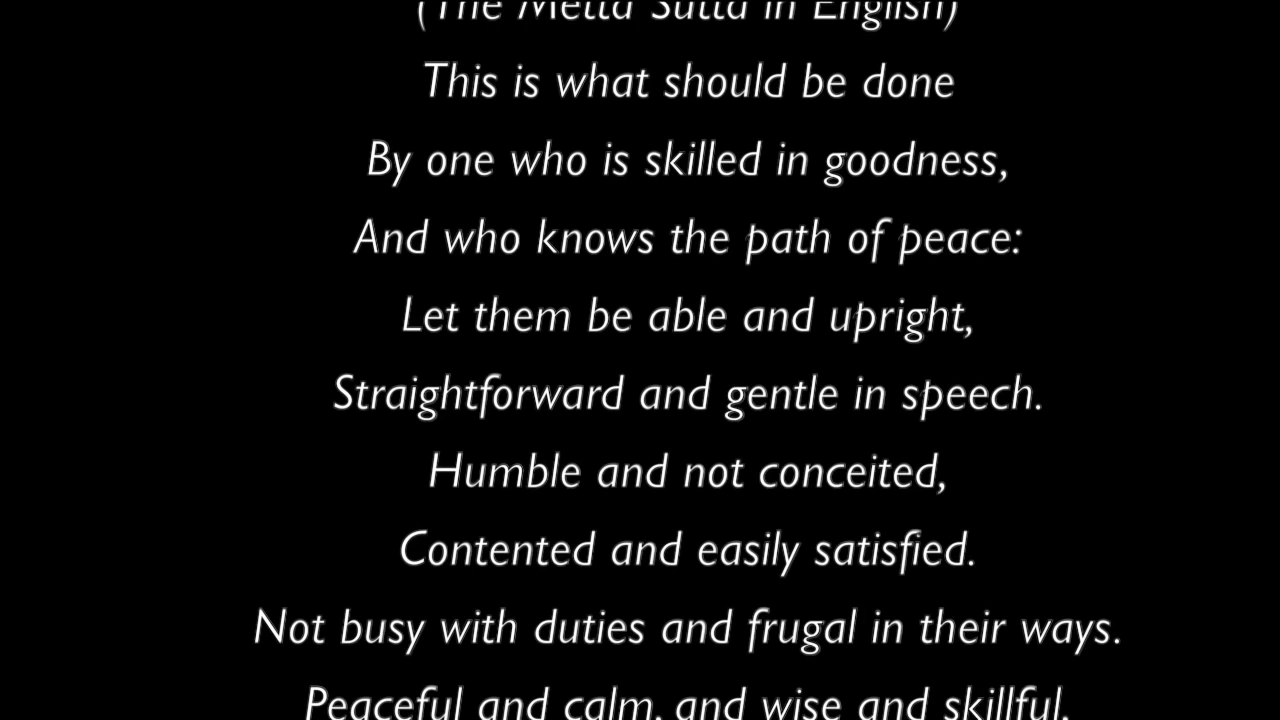 (The Metta Sutta in English)
This is what should be done
By one who is skilled in goodness,
And who knows the path of peace:
Let them be able and upright,
Straightforward and gentle in speech.
Humble and not conceited,
Contented and easily satisfied.
Not busy with duties and frugal in their ways.
Peaceful and calm, and wise and skillful,